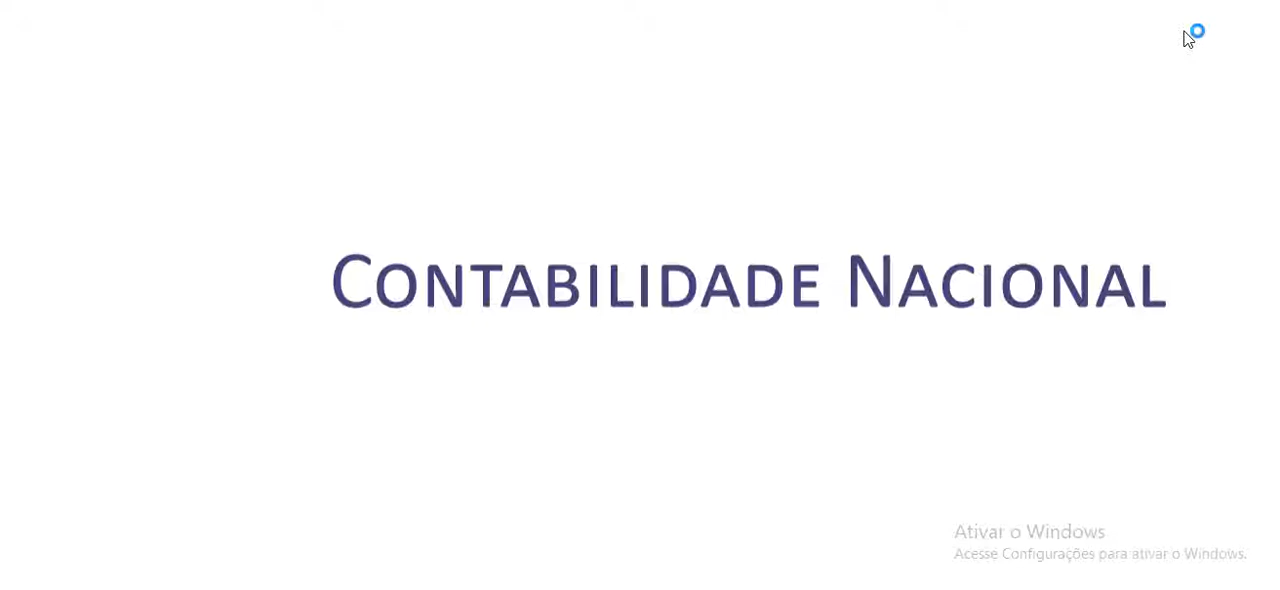 Contabilidade Nacional
Ativar o Windows
Acesse Configurações para ativar o Windows.